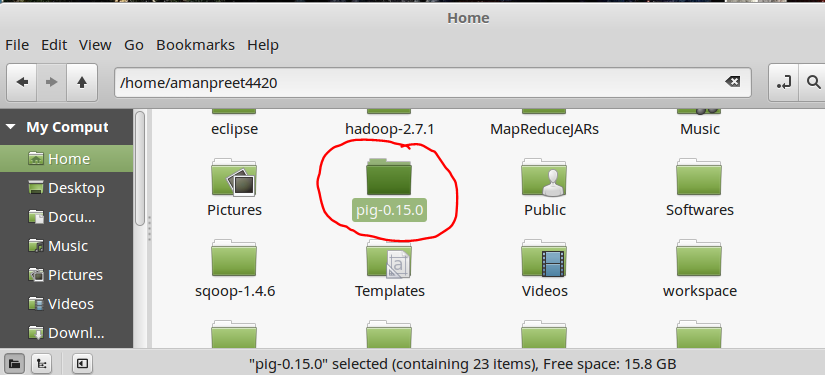 Home
File Edit View Go Bookmarks Help
/home/amanpreet4420
My Comput
Home
Desktop
Docu...
Music
Pictures
Videos
Downl...
eclipse hadoop-2.7.1 MapReduceJARs Music
Pictures pig-0.15.0 Public Softwares
sqoop-1.4.6 Templates Videos workspace
"pig-0.15.0" selected (containing 23 items), Free space: 15.8 GB